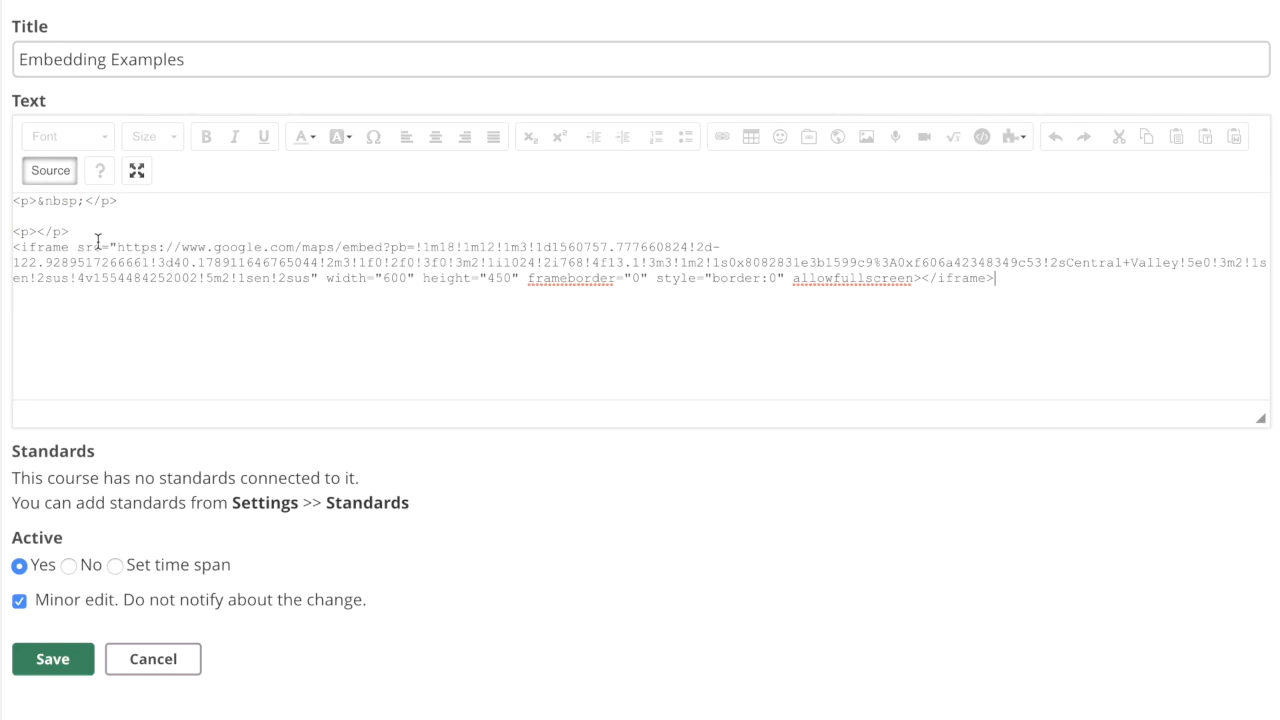 Title
Embedding Examples
Text
Font Size B I U A A Ω X₂ X²
Source ?
<p>&nbsp;</p>
<p></p>
<iframe src="https://www.google.com/maps/embed?pb=!1m18!1m12!1m3!1d1560757.777660824!2d-
122.9289517266661!3d40.178911646765044!2m3!1f0!2f0!3f0!3m2!1i1024!2i768!4f13.1!3m3!1m2!1s0x8082831e3b1599c9%3A0xf606a42348349c53!2sCentral+Valley!5e0!3m2!1s
en!2sus!4v1554484252002!5m2!1sen!2sus" width="600" height="450" frameborder="0" style="border:0" allowfullscreen></iframe>
Standards
This course has no standards connected to it.
You can add standards from Settings >> Standards
Active
Yes No Set time span
Minor edit. Do not notify about the change.
Save Cancel